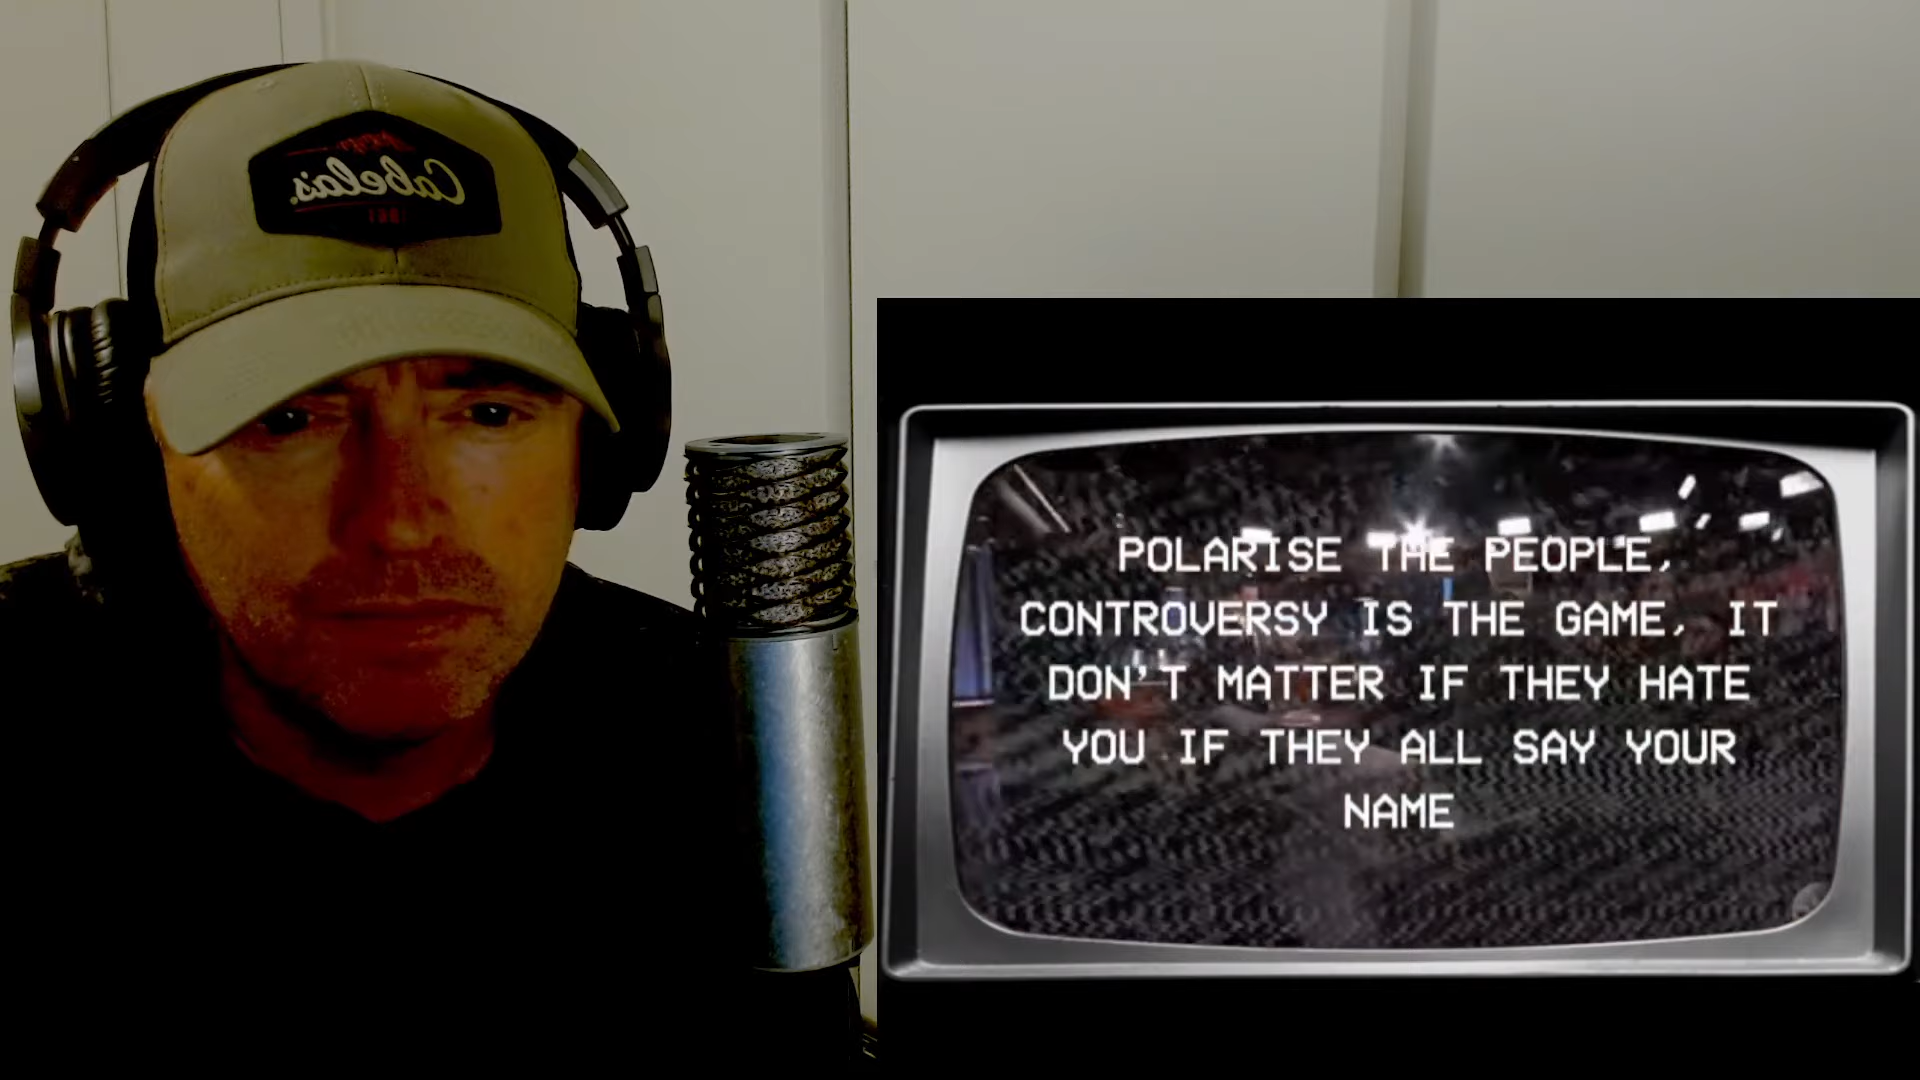 Cabela's
POLARISE THE PEOPLE,
CONTROVERSY IS THE GAME, IT
DON'T MATTER IF THEY HATE
YOU IF THEY ALL SAY YOUR
NAME